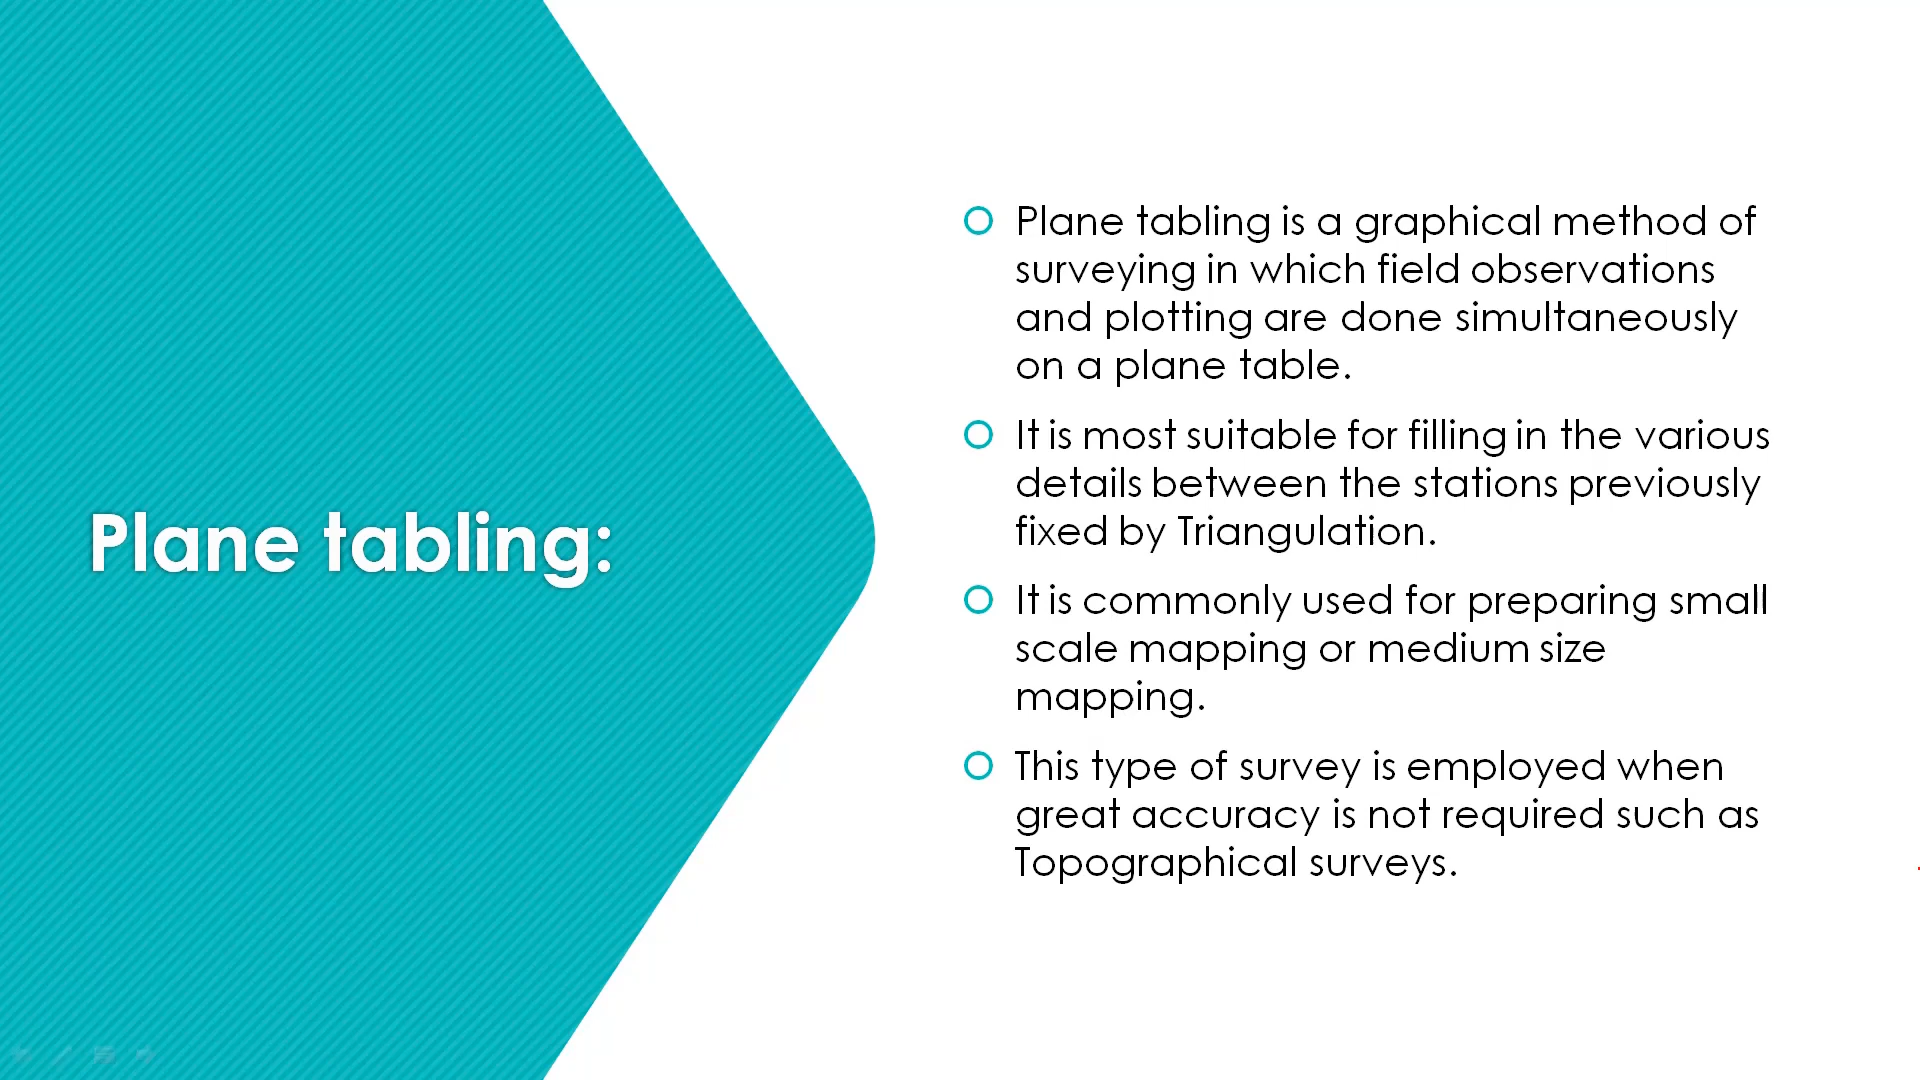 Plane tabling:
Plane tabling is a graphical method of
surveying in which field observations
and plotting are done simultaneously
on a plane table.
It is most suitable for filling in the various
details between the stations previously
fixed by Triangulation.
It is commonly used for preparing small
scale mapping or medium size
mapping.
This type of survey is employed when
great accuracy is not required such as
Topographical surveys.